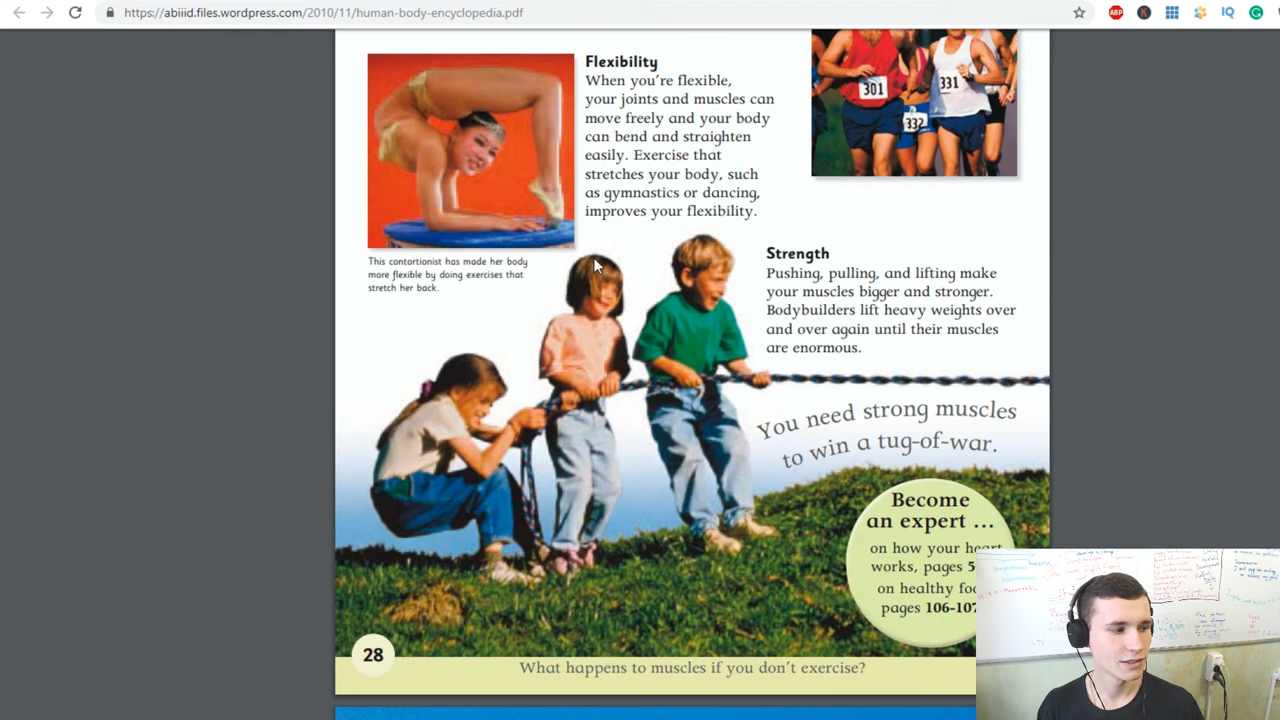 https://abiiid.files.wordpress.com/2010/11/human-body-encyclopedia.pdf
ABP
K
IQ
G
Flexibility
When you're flexible,
your joints and muscles can
move freely and your body
can bend and straighten
easily. Exercise that
stretches your body, such
as gymnastics or dancing,
improves your flexibility.
301
331
332
This contortionist has made her body
more flexible by doing exercises that
stretch her back.
Strength
Pushing, pulling, and lifting make
your muscles bigger and stronger.
Bodybuilders lift heavy weights over
and over again until their muscles
are enormous.
You need strong muscles
to win a tug-of-war.
Become
an expert ...
on how your heart
works, pages 5
on healthy foo
pages 106-107
28
What happens to muscles if you don't exercise?